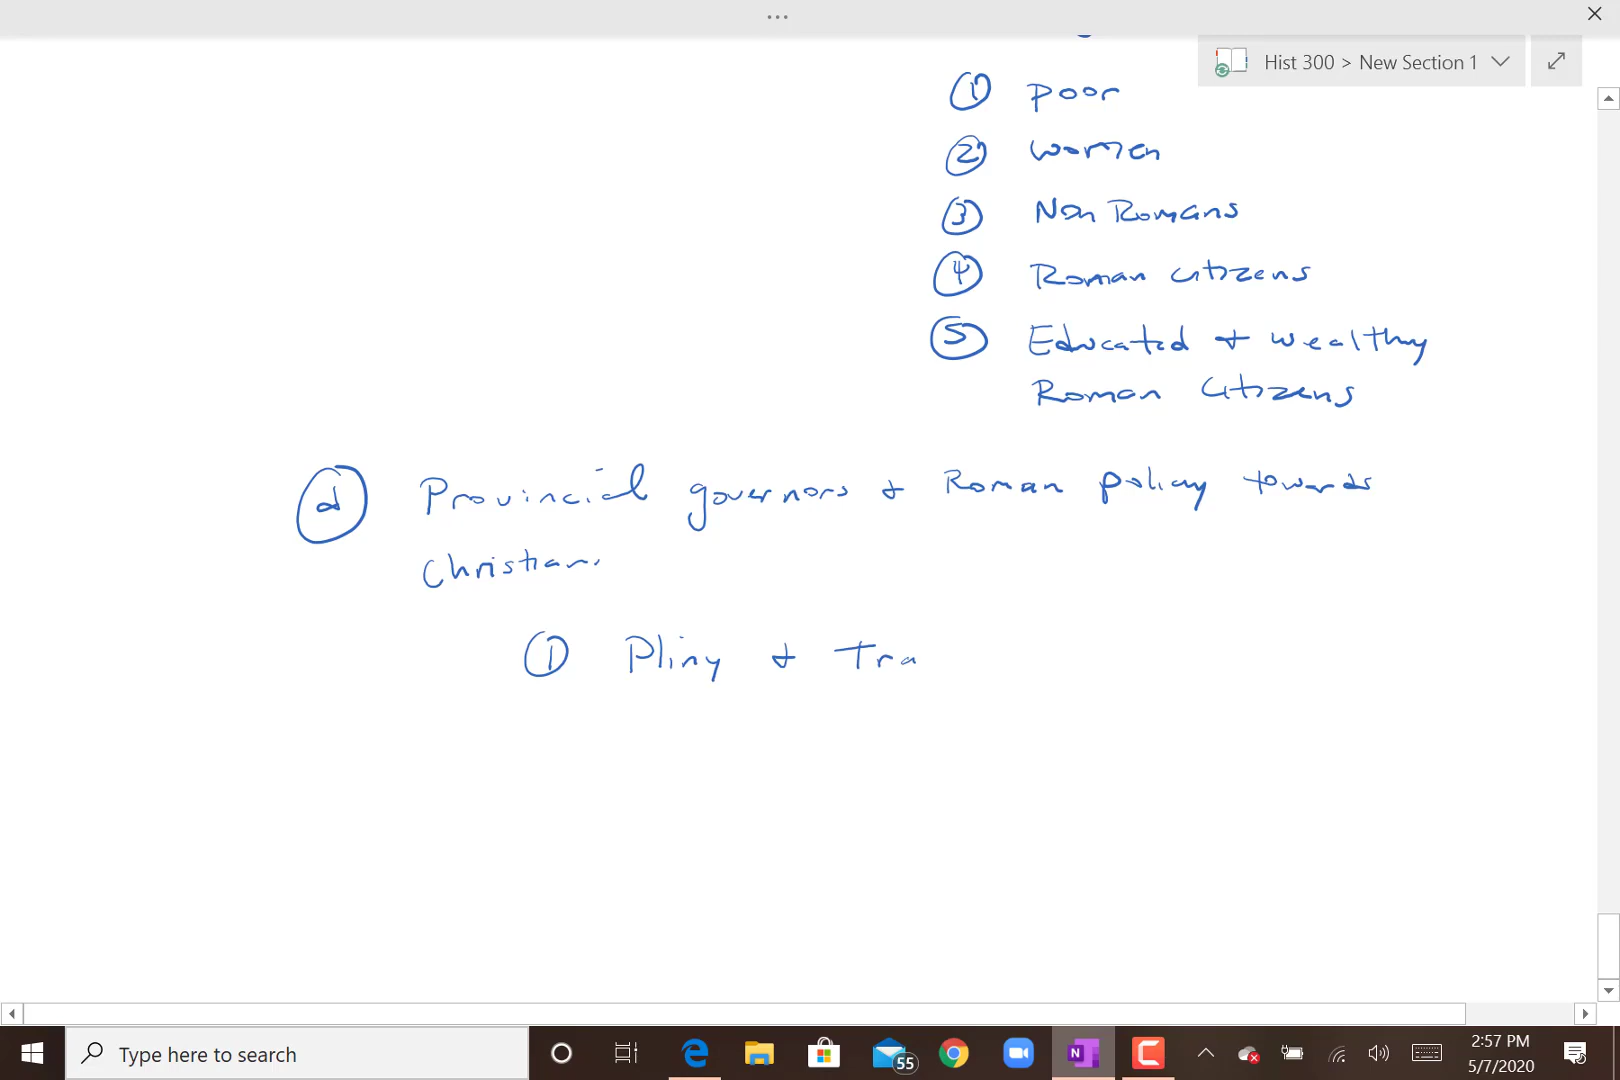 Hist 300 > New Section 1
① Poor
② women
③ Non Romans
④ Roman citizens
⑤ Educated & wealthy
Roman Citizens
ⓓ Provincial governors & Roman policy towards
Christians
① Pliny & Tra
Type here to search
55
2:57 PM
5/7/2020